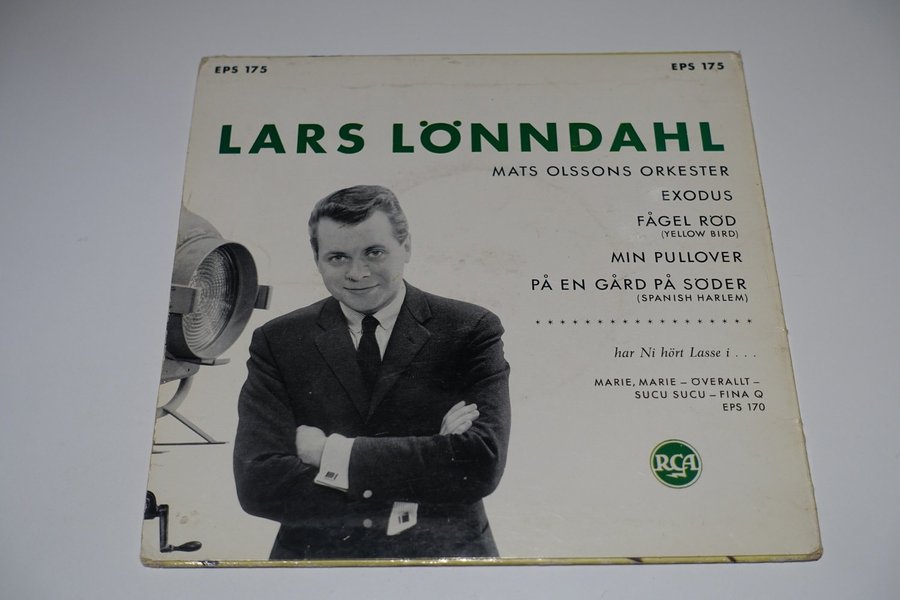 EPS 175
EPS 175
LARS LÖNNDAHL
MATS OLSSONS ORKESTER
EXODUS
FÅGEL RÖD
(YELLOW BIRD)
MIN PULLOVER
PÅ EN GÅRD PÅ SÖDER
(SPANISH HARLEM)
* * * * * * * * * * * * * * * * * *
har Ni hört Lasse i . . .
MARIE, MARIE – ÖVERALLT –
SUCU SUCU – FINA Q
EPS 170
RCA